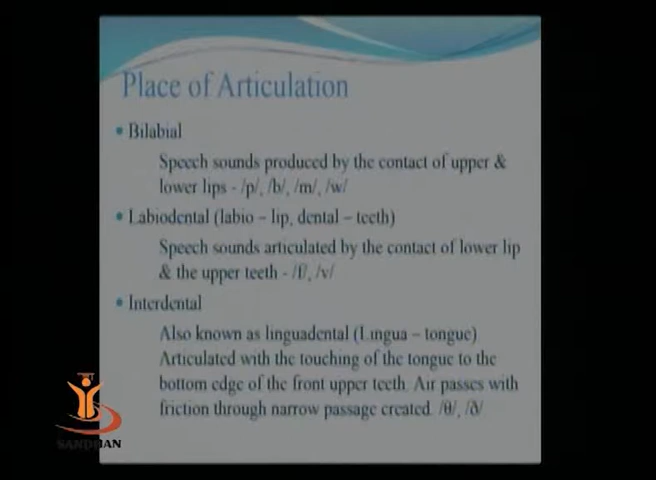 Place of Articulation
• Bilabial
Speech sounds produced by the contact of upper &
lower lips - /p/, /b/, /m/, /w/
• Labiodental (labio – lip, dental – teeth)
Speech sounds articulated by the contact of lower lip
& the upper teeth - /f/, /v/
• Interdental
Also known as linguadental (Lingua – tongue)
Articulated with the touching of the tongue to the
bottom edge of the front upper teeth. Air passes with
friction through narrow passage created. /θ/, /ð/
SANDHAN